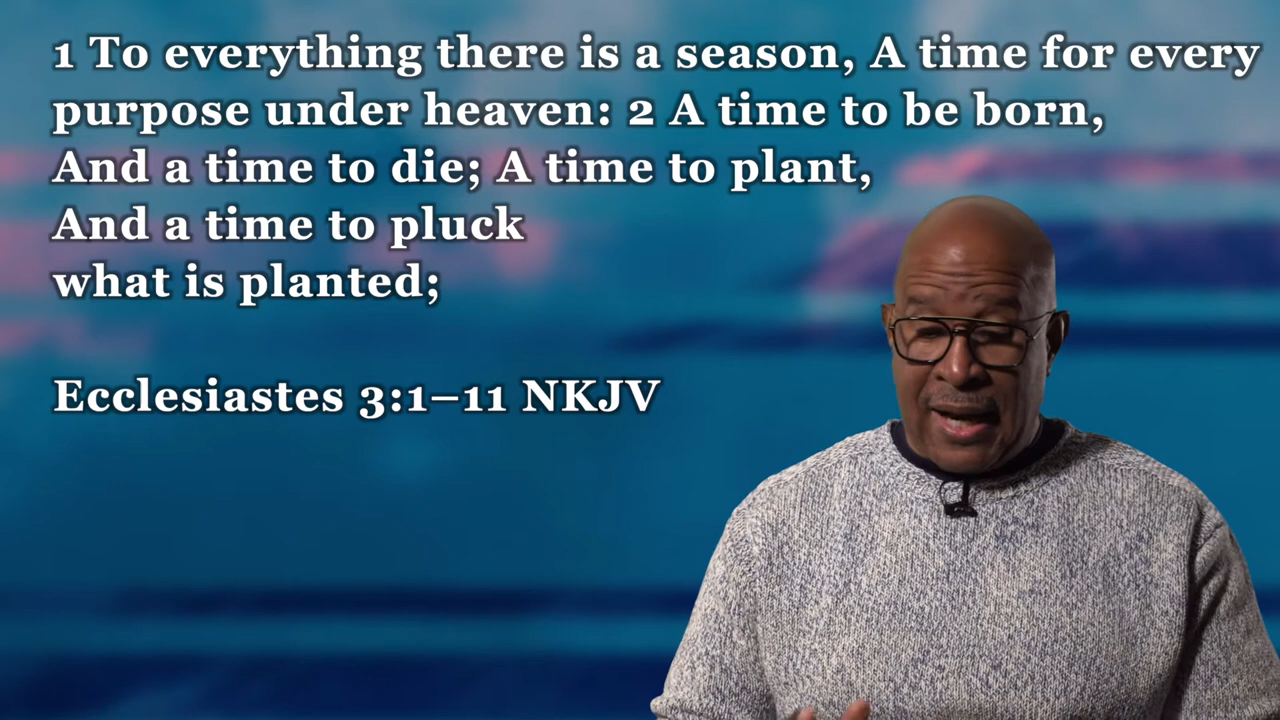 1 To everything there is a season, A time for every
purpose under heaven: 2 A time to be born,
And a time to die; A time to plant,
And a time to pluck
what is planted;
Ecclesiastes 3:1–11 NKJV